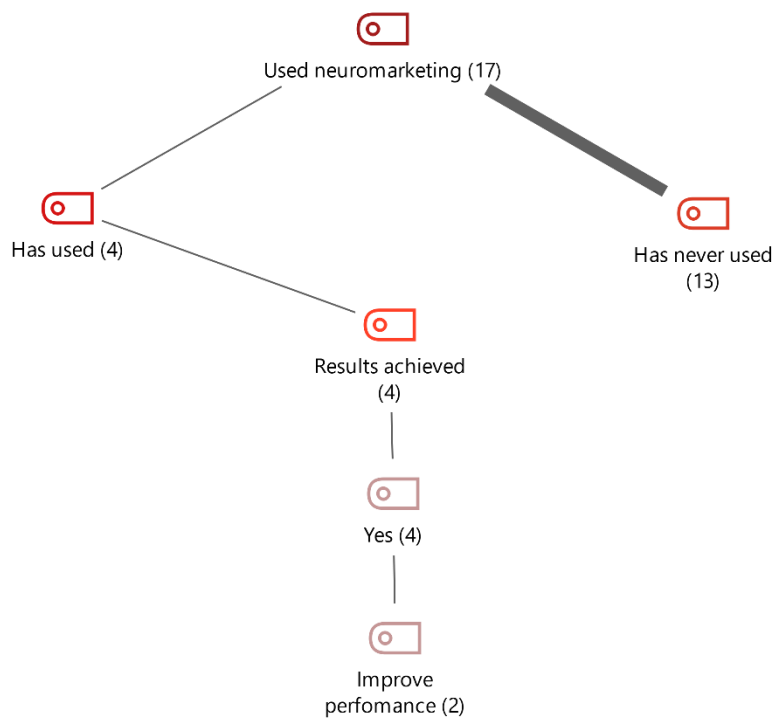 Used neuromarketing (17)
Has used (4)
Has never used
(13)
Results achieved
(4)
Yes (4)
Improve
perfomance (2)